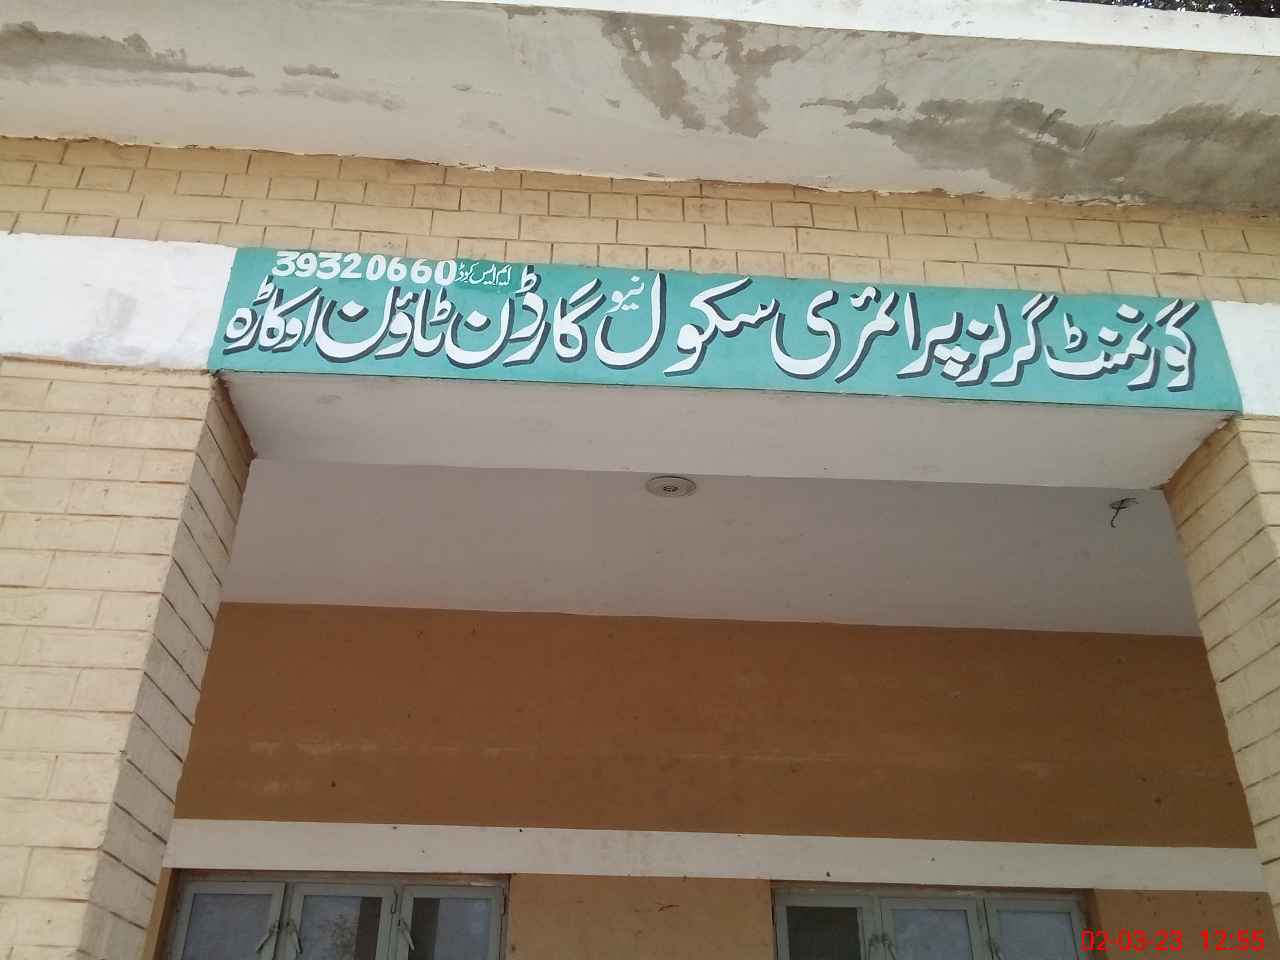 ایم ایس کوڈ 39320660
گورنمنٹ گرلز پرائمری سکول نیو گارڈن ٹاؤن اوکاڑہ
02-03-23 12:55